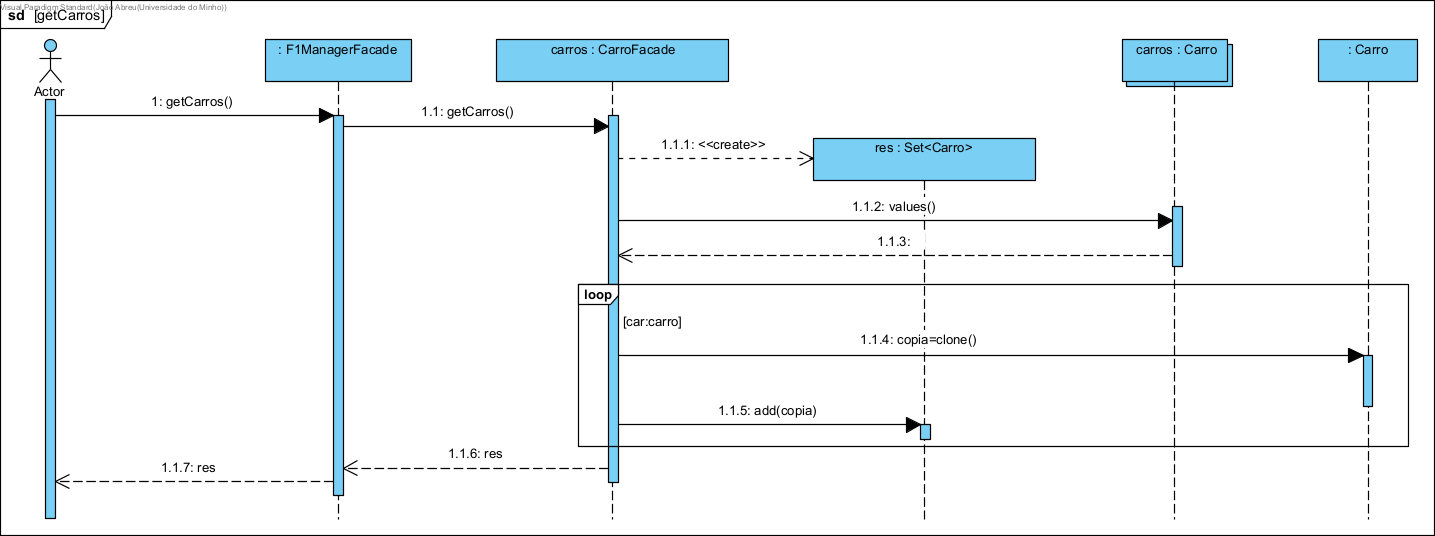 Visual Paradigm Standard(João Abreu(Universidade do Minho))
sd [getCarros]
: F1ManagerFacade
carros : CarroFacade
carros : Carro
: Carro
Actor
1: getCarros()
1.1: getCarros()
1.1.1: <<create>>
res : Set<Carro>
1.1.2: values()
1.1.3:
loop
[car:carro]
1.1.4: copia=clone()
1.1.5: add(copia)
1.1.6: res
1.1.7: res